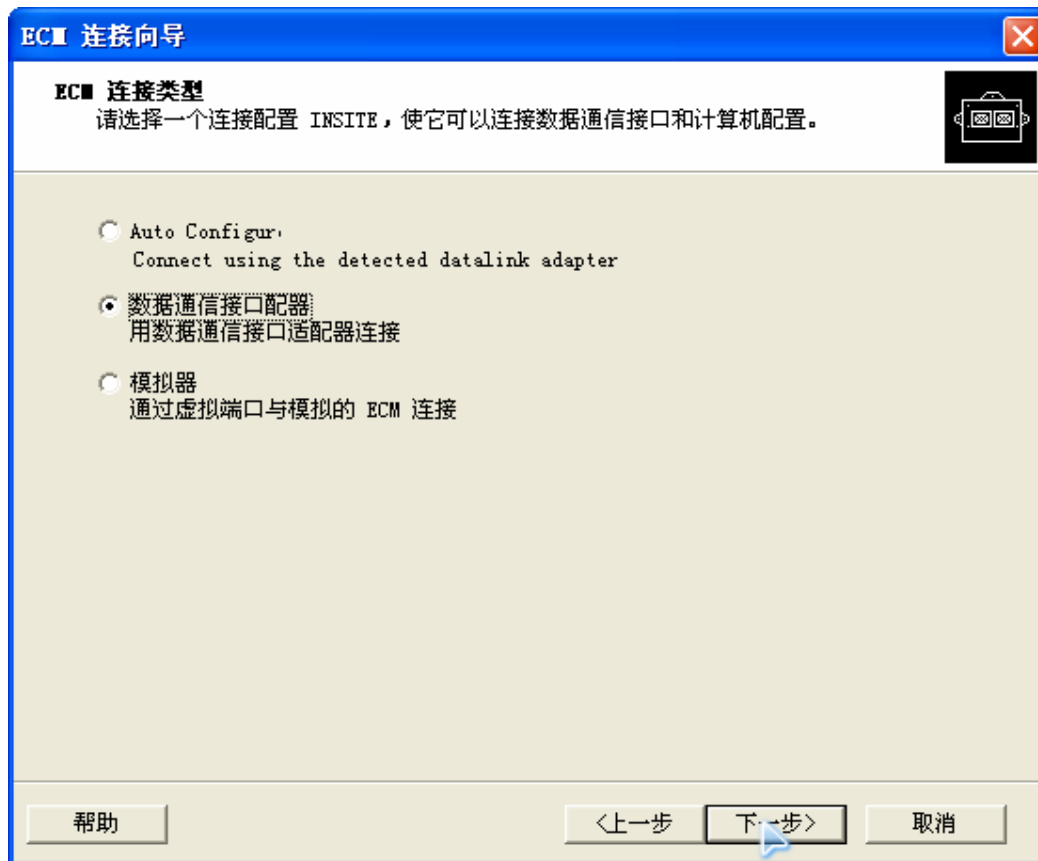 ECM 连接向导
ECM 连接类型
请选择一个连接配置 INSITE，使它可以连接数据通信接口和计算机配置。
Auto Configur
Connect using the detected datalink adapter
数据通信接口配器
用数据通信接口适配器连接
模拟器
通过虚拟端口与模拟的 ECM 连接
帮助
<上一步
下一步>
取消